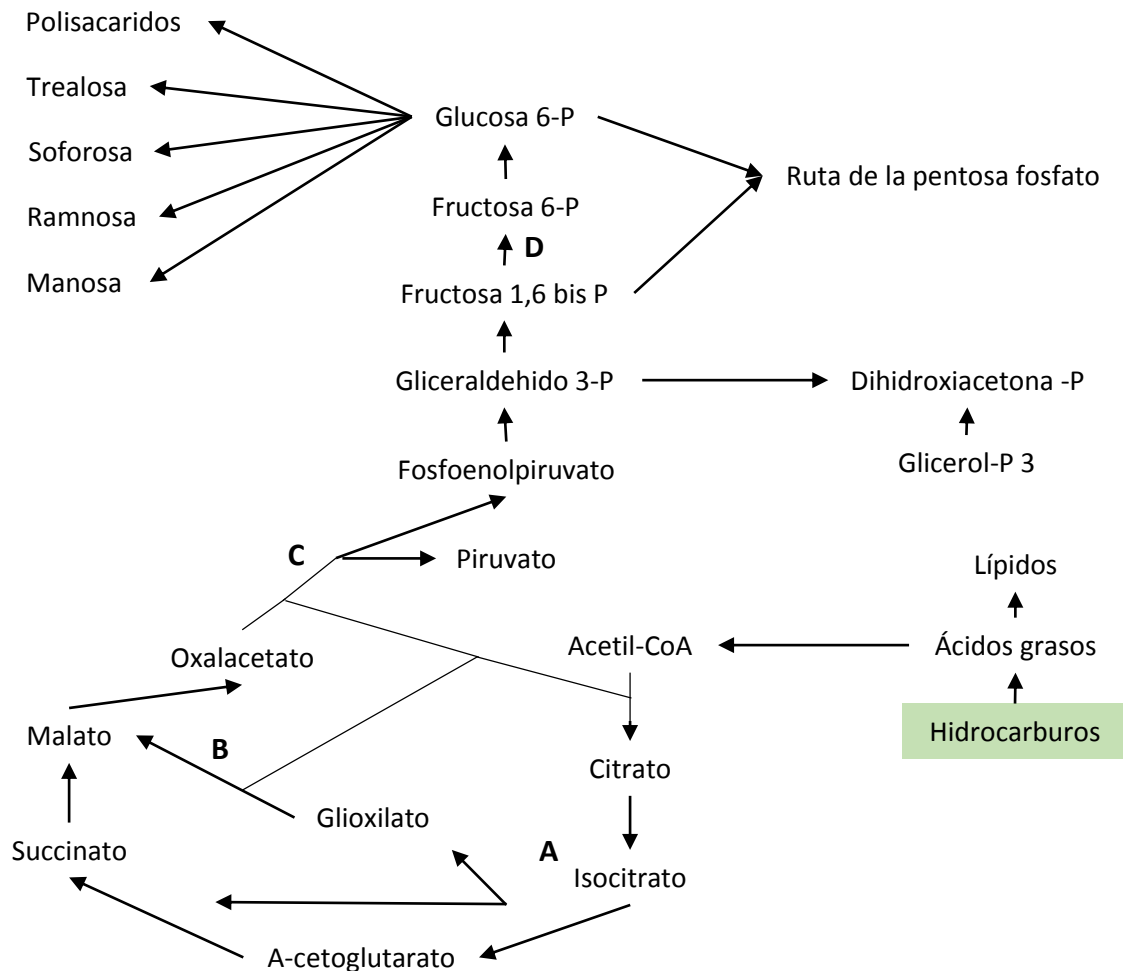 Polisacaridos
Trealosa
Glucosa 6-P
Soforosa
Ruta de la pentosa fosfato
Ramnosa
Fructosa 6-P
D
Manosa
Fructosa 1,6 bis P
Gliceraldehido 3-P
Dihidroxiacetona -P
Fosfoenolpiruvato
Glicerol-P 3
C
Piruvato
Lípidos
Oxalacetato
Acetil-CoA
Ácidos grasos
Malato
B
Hidrocarburos
Citrato
Glioxilato
Succinato
A
Isocitrato
A-cetoglutarato